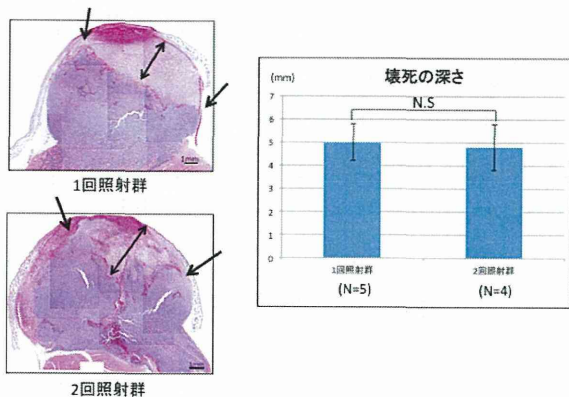 1mm
1回照射群
1mm
2回照射群
壊死の深さ
(mm)
N.S
7
6
5
4
3
2
1
0
1回照射群
2回照射群
(N=5)
(N=4)